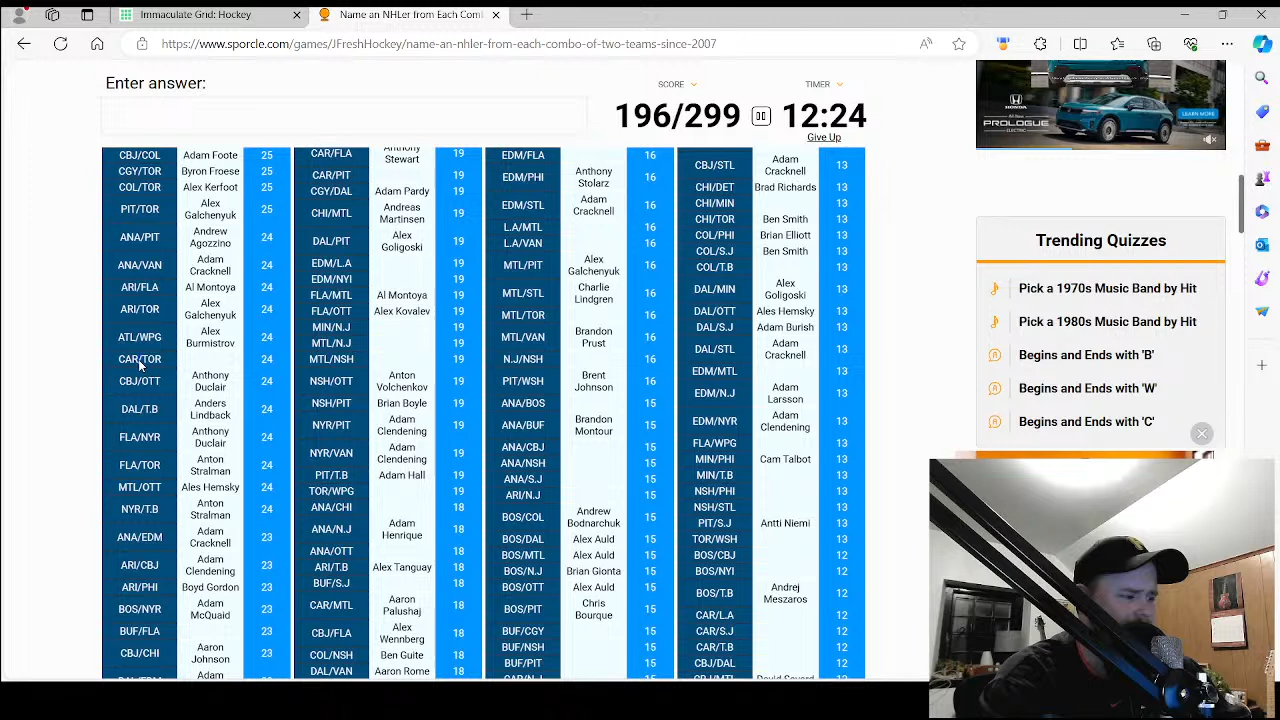 Immaculate Grid: Hockey
Name an NHLer from Each Com
https://www.sporcle.com/games/JFreshHockey/name-an-nhler-from-each-combo-of-two-teams-since-2007
Enter answer:
SCORE
TIMER
196/299
12:24
Give Up
CBJ/COL Adam Foote 25
CGY/TOR Byron Froese 25
COL/TOR Alex Kerfoot 25
PIT/TOR Alex Galchenyuk 25
ANA/PIT Andrew Agozzino 24
ANA/VAN Adam Cracknell 24
ARI/FLA Al Montoya 24
ARI/TOR Alex Galchenyuk 24
ATL/WPG Alex Burmistrov 24
CAR/TOR 24
CBJ/OTT Anthony Duclair 24
DAL/T.B Anders Lindback 24
FLA/NYR Anthony Duclair 24
FLA/TOR Anton Stralman 24
MTL/OTT Ales Hemsky 24
NYR/T.B Anton Stralman 24
ANA/EDM Adam Cracknell 23
ARI/CBJ Adam Clendening 23
ARI/PHI Boyd Gordon 23
BOS/NYR Adam McQuaid 23
BUF/FLA 23
CBJ/CHI Aaron Johnson 23
Adam
CAR/FLA Anthony Stewart 19
CAR/PIT 19
CGY/DAL Adam Pardy 19
CHI/MTL Andreas Martinsen 19
DAL/PIT Alex Goligoski 19
EDM/L.A 19
EDM/NYI 19
FLA/MTL Al Montoya 19
FLA/OTT Alex Kovalev 19
MIN/N.J 19
MTL/N.J 19
MTL/NSH 19
NSH/OTT Anton Volchenkov 19
NSH/PIT Brian Boyle 19
NYR/PIT Adam Clendening 19
NYR/VAN Adam Clendening 19
PIT/T.B Adam Hall 19
TOR/WPG 19
ANA/CHI 18
ANA/N.J Adam Henrique 18
ANA/OTT 18
ARI/T.B Alex Tanguay 18
BUF/S.J 18
CAR/MTL Aaron Palushaj 18
CBJ/FLA Alex Wennberg 18
COL/NSH Ben Guite 18
DAL/VAN Aaron Rome 18
EDM/FLA 16
EDM/PHI Anthony Stolarz 16
EDM/STL Adam Cracknell 16
L.A/MTL 16
L.A/VAN 16
MTL/PIT Alex Galchenyuk 16
MTL/STL Charlie Lindgren 16
MTL/TOR 16
MTL/VAN Brandon Prust 16
N.J/NSH 16
PIT/WSH Brent Johnson 16
ANA/BOS 15
ANA/BUF Brandon Montour 15
ANA/CBJ 15
ANA/NSH 15
ANA/S.J 15
ARI/N.J 15
BOS/COL Andrew Bodnarchuk 15
BOS/DAL Alex Auld 15
BOS/MTL Alex Auld 15
BOS/N.J Brian Gionta 15
BOS/OTT Alex Auld 15
BOS/PIT Chris Bourque 15
BUF/CGY 15
BUF/NSH 15
BUF/PIT 15
CAR/N.J 15
CBJ/STL Adam Cracknell 13
CHI/DET Brad Richards 13
CHI/MIN 13
CHI/TOR Ben Smith 13
COL/PHI Brian Elliott 13
COL/S.J Ben Smith 13
COL/T.B 13
DAL/MIN Alex Goligoski 13
DAL/OTT Ales Hemsky 13
DAL/S.J Adam Burish 13
DAL/STL Adam Cracknell 13
EDM/MTL 13
EDM/N.J Adam Larsson 13
EDM/NYR Adam Clendening 13
FLA/WPG 13
MIN/PHI Cam Talbot 13
MIN/T.B 13
NSH/PHI 13
NSH/STL 13
PIT/S.J Antti Niemi 13
TOR/WSH 13
BOS/CBJ 12
BOS/NYI 12
BOS/T.B Andrej Meszaros 12
CAR/L.A 12
CAR/S.J 12
CAR/T.B 12
CBJ/DAL 12
CBJ/MTL David Savard 12
HONDA
PROLOGUE
ELECTRIC
LEARN MORE
Trending Quizzes
Pick a 1970s Music Band by Hit
Pick a 1980s Music Band by Hit
Begins and Ends with 'B'
Begins and Ends with 'W'
Begins and Ends with 'C'